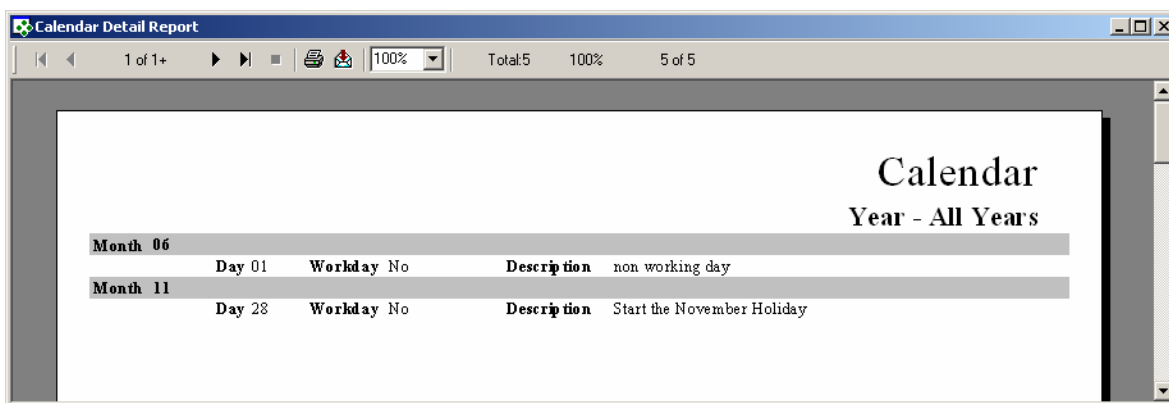 Calendar Detail Report
1 of 1+ 100% Total:5 100% 5 of 5
Calendar
Year - All Years
Month 06
Day 01 Workday No Description non working day
Month 11
Day 28 Workday No Description Start the November Holiday